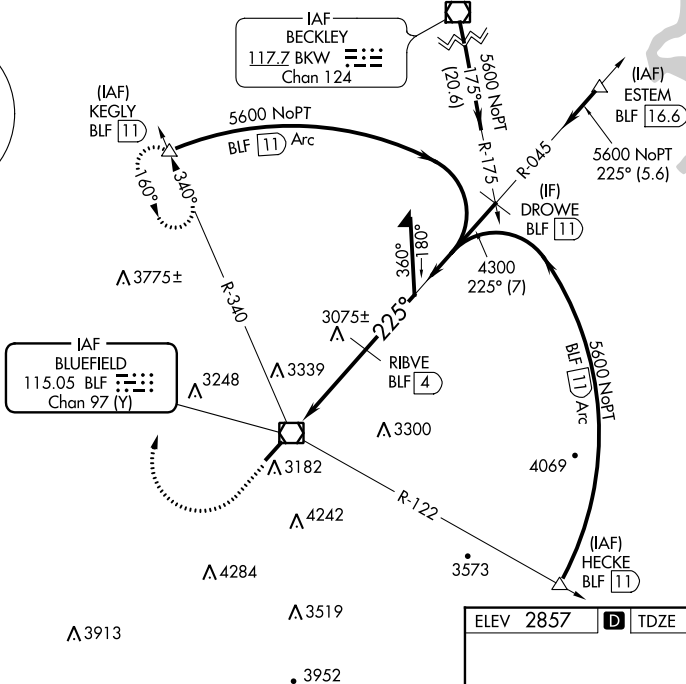 IAF
BECKLEY
117.7 BKW
Chan 124
5600 NoPT
175°
(20.6)
R-175
(IAF)
ESTEM
BLF 16.6
5600 NoPT
225° (5.6)
R-045
(IAF)
KEGLY
BLF 11
5600 NoPT
BLF 11 Arc
340°
160°
(IF)
DROWE
BLF 11
4300
225° (7)
360°
180°
3775±
R-340
3075±
225°
RIBVE
BLF 4
5600 NoPT
BLF 11 Arc
IAF
BLUEFIELD
115.05 BLF
Chan 97 (Y)
3248
3339
3300
3182
4069
R-122
4242
4284
3573
(IAF)
HECKE
BLF 11
3519
3913
3952
ELEV 2857 D TDZE